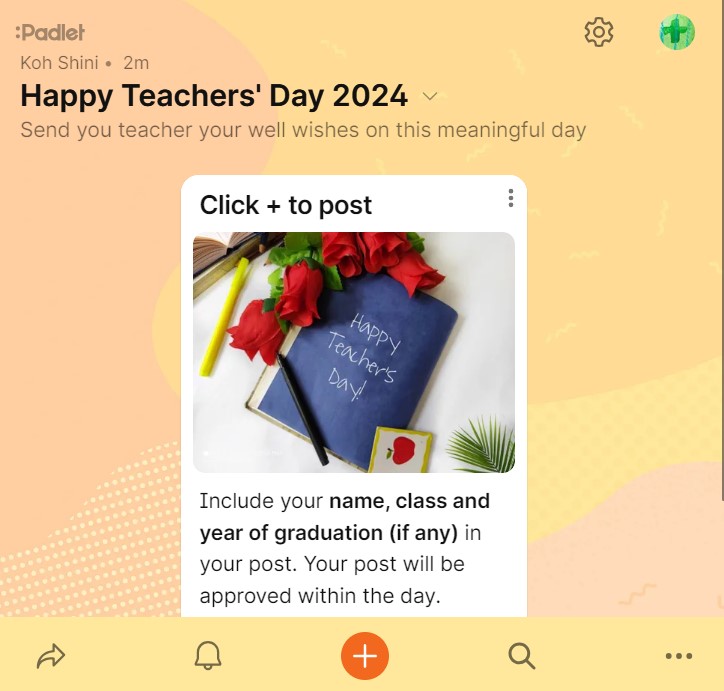 :Padlet
Koh Shini • 2m
Happy Teachers' Day 2024
Send you teacher your well wishes on this meaningful day
Click + to post
Happy
Teacher's
Day!
Include your name, class and
year of graduation (if any) in
your post. Your post will be
approved within the day.